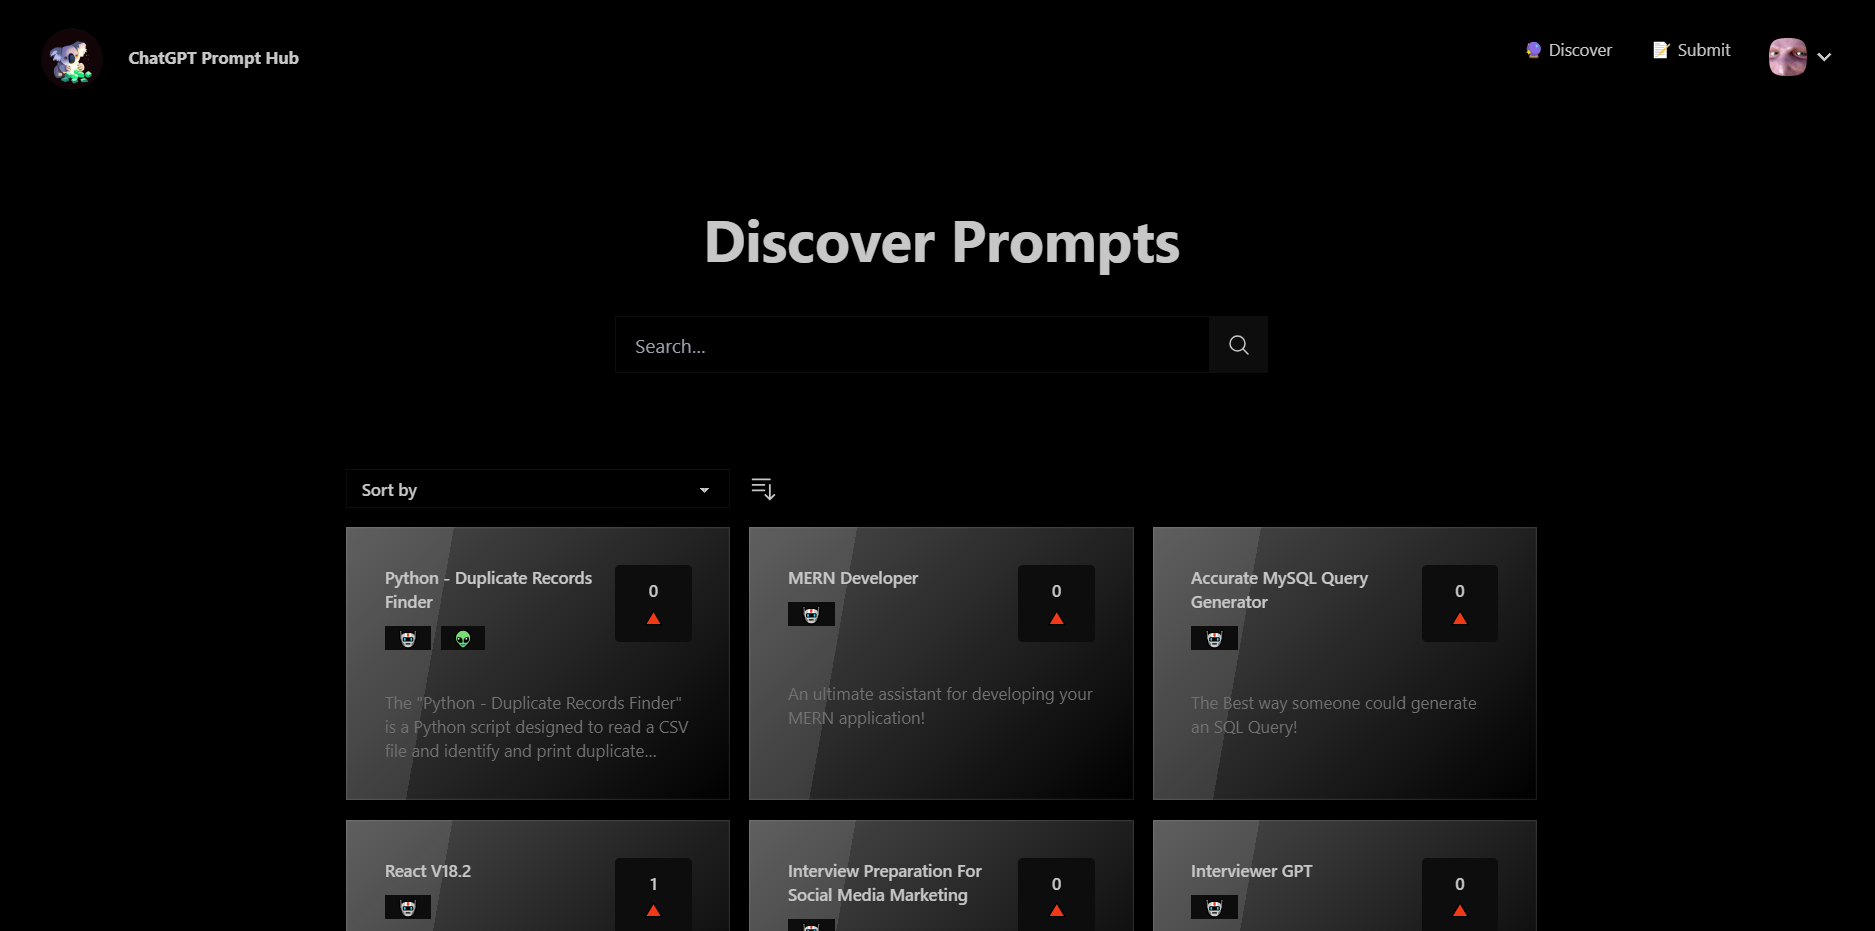 ChatGPT Prompt Hub
Discover
Submit
Discover Prompts
Search...
Sort by
Python - Duplicate Records
Finder
0
The "Python - Duplicate Records Finder"
is a Python script designed to read a CSV
file and identify and print duplicate...
MERN Developer
0
An ultimate assistant for developing your
MERN application!
Accurate MySQL Query
Generator
0
The Best way someone could generate
an SQL Query!
React V18.2
1
Interview Preparation For
Social Media Marketing
0
Interviewer GPT
0